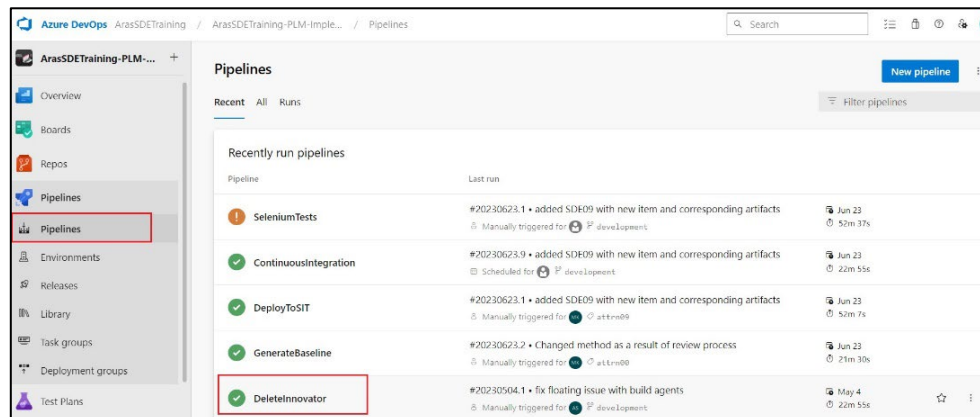 Azure DevOps ArasSDETraining / ArasSDETraining-PLM-Imple... / Pipelines Search
ArasSDETraining-PLM-... +
Overview
Boards
Repos
Pipelines
Pipelines
Environments
Releases
Library
Task groups
Deployment groups
Test Plans
Pipelines
New pipeline
Recent All Runs
Filter pipelines
Recently run pipelines
Pipeline Last run
SeleniumTests
#20230623.1 • added SDE09 with new item and corresponding artifacts
Manually triggered for development
Jun 23
52m 37s
ContinuousIntegration
#20230623.9 • added SDE09 with new item and corresponding artifacts
Scheduled for development
Jun 23
22m 55s
DeployToSIT
#20230623.1 • added SDE09 with new item and corresponding artifacts
Manually triggered for attrn09
Jun 23
52m 7s
GenerateBaseline
#20230623.2 • Changed method as a result of review process
Manually triggered for attrn00
Jun 23
21m 30s
DeleteInnovator
#20230504.1 • fix floating issue with build agents
Manually triggered for AS development
May 4
22m 55s